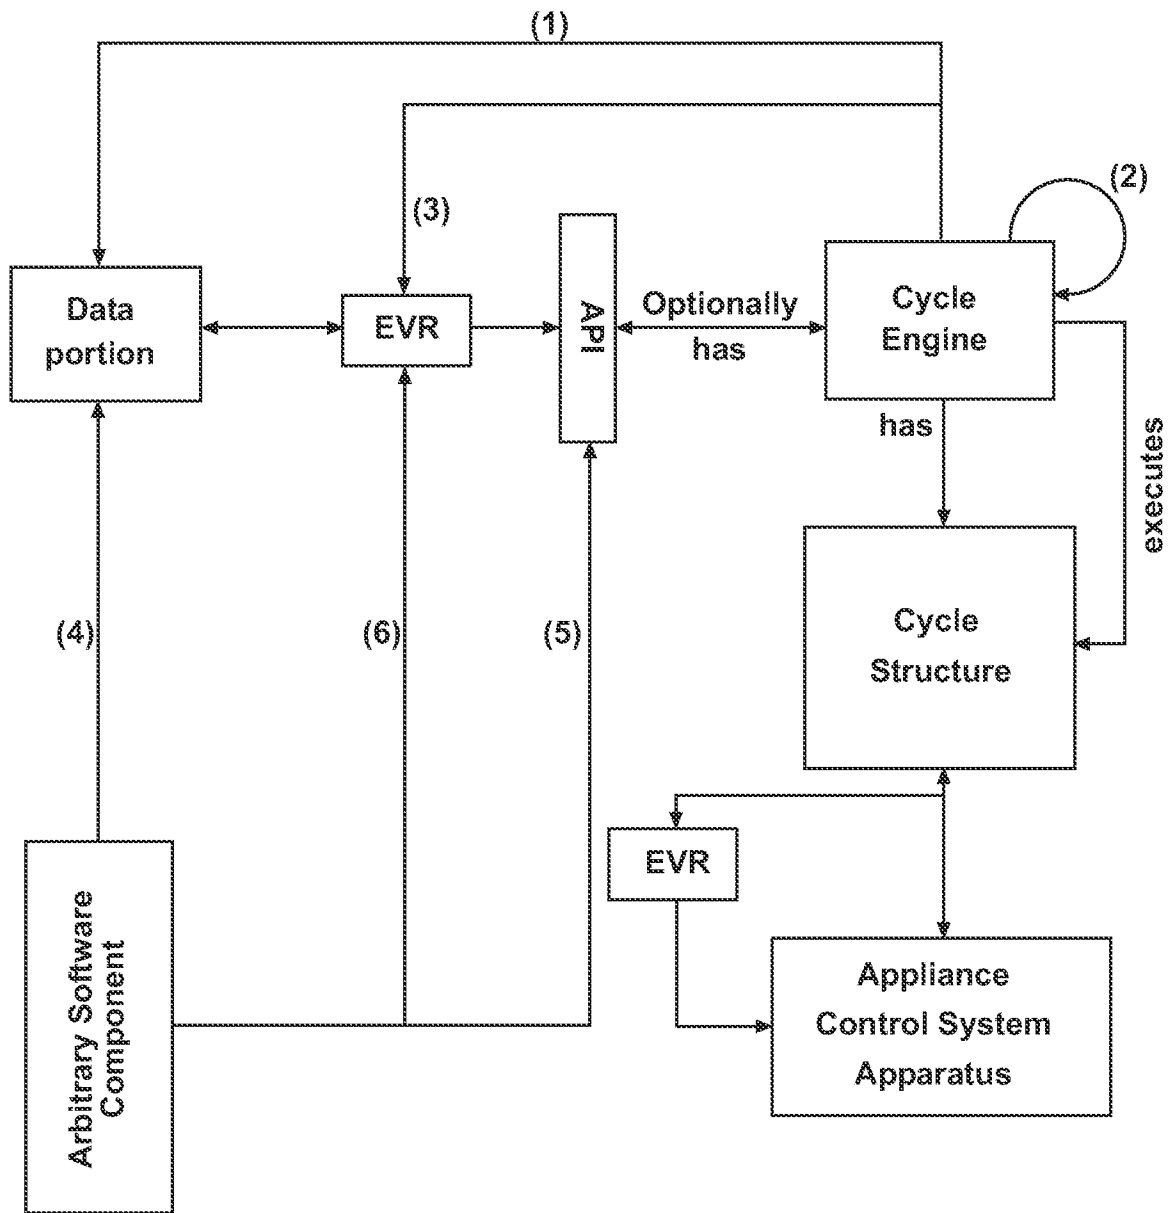 (1)
(2)
(3)
Data
portion
EVR
API
Optionally
has
Cycle
Engine
has
executes
(4)
(6)
(5)
Cycle
Structure
EVR
Arbitrary Software
Component
Appliance
Control System
Apparatus